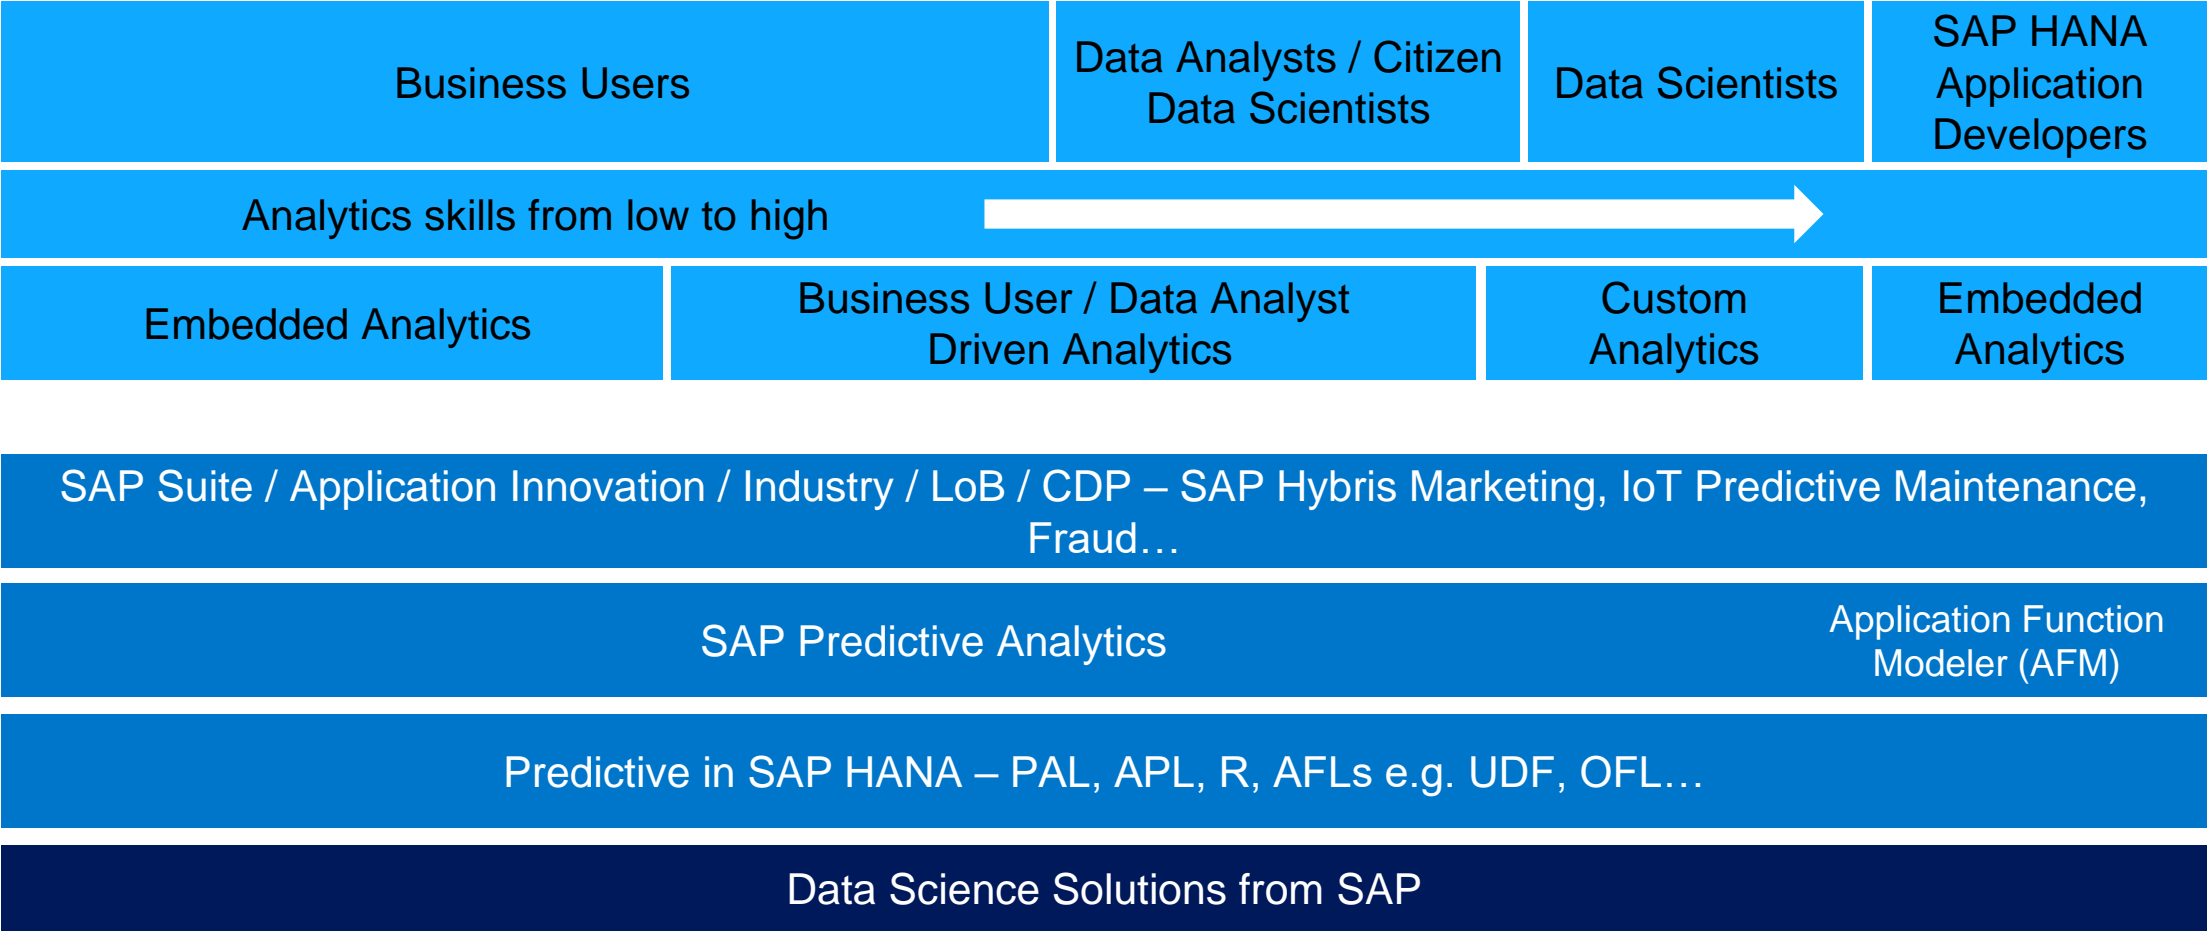 Business Users
Data Analysts / Citizen
Data Scientists
Data Scientists
SAP HANA
Application
Developers
Analytics skills from low to high
Embedded Analytics
Business User / Data Analyst
Driven Analytics
Custom
Analytics
Embedded
Analytics
SAP Suite / Application Innovation / Industry / LoB / CDP – SAP Hybris Marketing, IoT Predictive Maintenance,
Fraud…
SAP Predictive Analytics
Application Function
Modeler (AFM)
Predictive in SAP HANA – PAL, APL, R, AFLs e.g. UDF, OFL…
Data Science Solutions from SAP